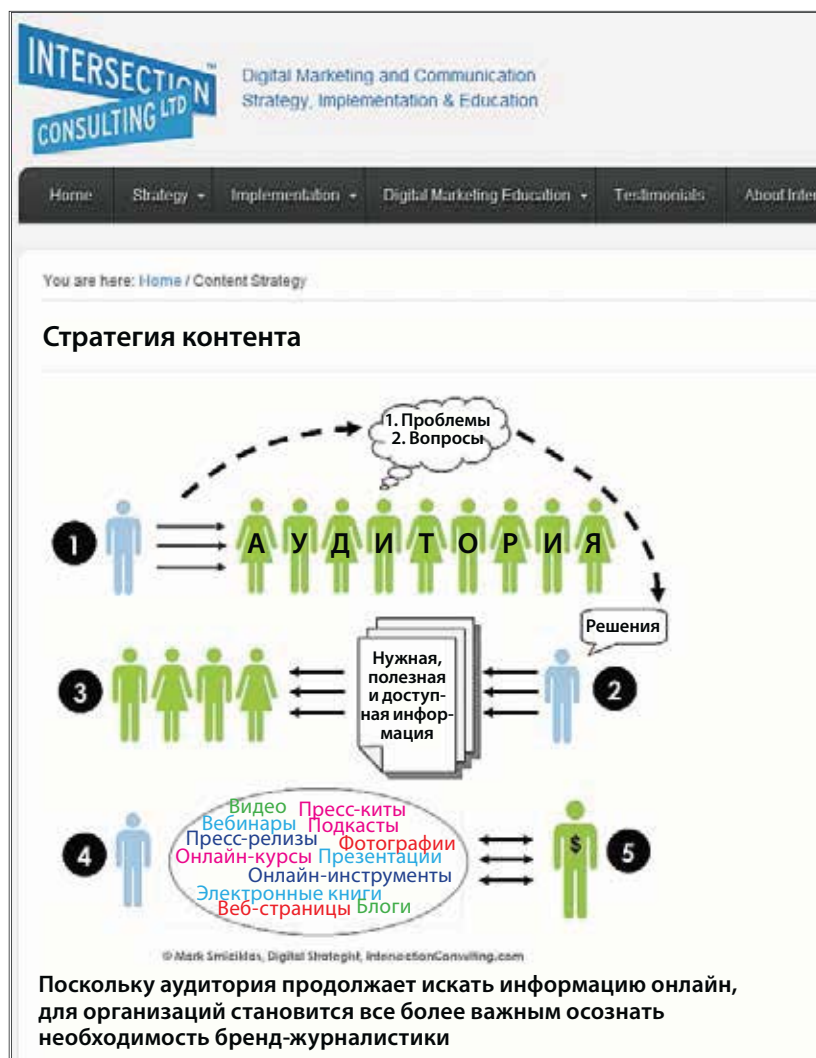 INTERSECTION
CONSULTING LTD
™
Digital Marketing and Communication
Strategy, Implementation & Education
Home Strategy Implementation Digital Marketing Education Testimonials About Inter
You are here: Home / Content Strategy
Стратегия контента
1. Проблемы
2. Вопросы
1
АУДИТОРИЯ
Решения
3
Нужная,
полезная
и доступ-
ная инфор-
мация
2
4
Видео Пресс-киты
Вебинары Подкасты
Пресс-релизы Фотографии
Онлайн-курсы Презентации
Онлайн-инструменты
Электронные книги
Веб-страницы Блоги
$
5
© Mark Smiciklas, Digital Strategist, IntersectionConsulting.com
Поскольку аудитория продолжает искать информацию онлайн,
для организаций становится все более важным осознать
необходимость бренд-журналистики